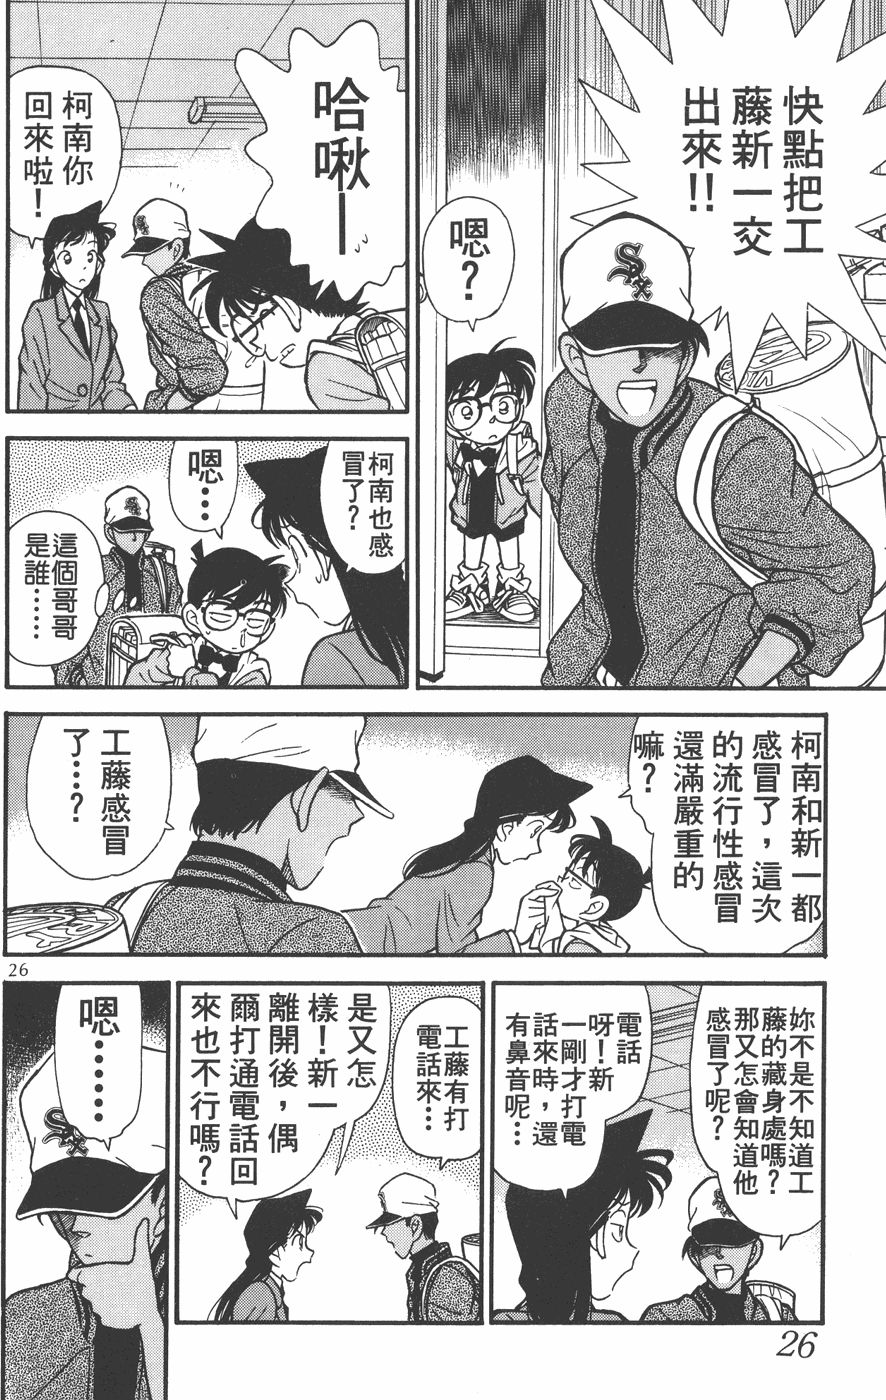 快點把工
藤新一交
出來!!
嗯?
哈啾—
柯南你
回來啦!
柯南也感
冒了?
嗯…
這個哥哥
是誰……
柯南和新一都
感冒了,這次
的流行性感冒
還滿嚴重的
嘛?
工藤感冒
了…?
妳不是不知道工
藤的藏身處嗎?
那又怎會知道他
感冒了呢?
電話
呀!新
一剛才打電
話來時,還
有鼻音呢…
工藤有打
電話來…
是又怎
樣!新一
離開後,偶
爾打通電話回
來也不行嗎?
嗯……
26
26